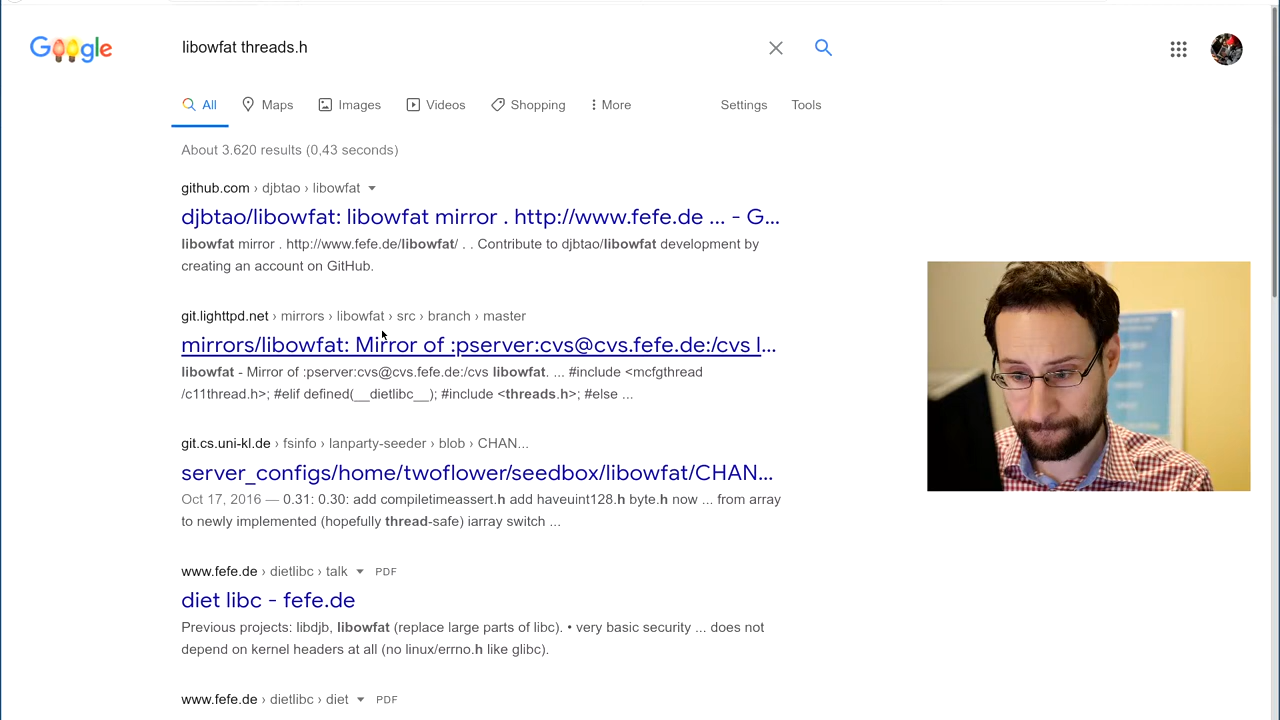 Google
libowfat threads.h
All Maps Images Videos Shopping More Settings Tools
About 3.620 results (0,43 seconds)
github.com › djbtao › libowfat
djbtao/libowfat: libowfat mirror . http://www.fefe.de ... - G...
libowfat mirror . http://www.fefe.de/libowfat/ . . Contribute to djbtao/libowfat development by
creating an account on GitHub.
git.lighttpd.net › mirrors › libowfat › src › branch › master
mirrors/libowfat: Mirror of :pserver:cvs@cvs.fefe.de:/cvs l...
libowfat - Mirror of :pserver:cvs@cvs.fefe.de:/cvs libowfat. ... #include <mcfgthread
/c11thread.h>; #elif defined(__dietlibc__); #include <threads.h>; #else ...
git.cs.uni-kl.de › fsinfo › lanparty-seeder › blob › CHAN...
server_configs/home/twoflower/seedbox/libowfat/CHAN...
Oct 17, 2016 — 0.31: 0.30: add compiletimeassert.h add haveuint128.h byte.h now ... from array
to newly implemented (hopefully thread-safe) iarray switch ...
www.fefe.de › dietlibc › talk PDF
diet libc - fefe.de
Previous projects: libdjb, libowfat (replace large parts of libc). • very basic security ... does not
depend on kernel headers at all (no linux/errno.h like glibc).
www.fefe.de › dietlibc › diet PDF